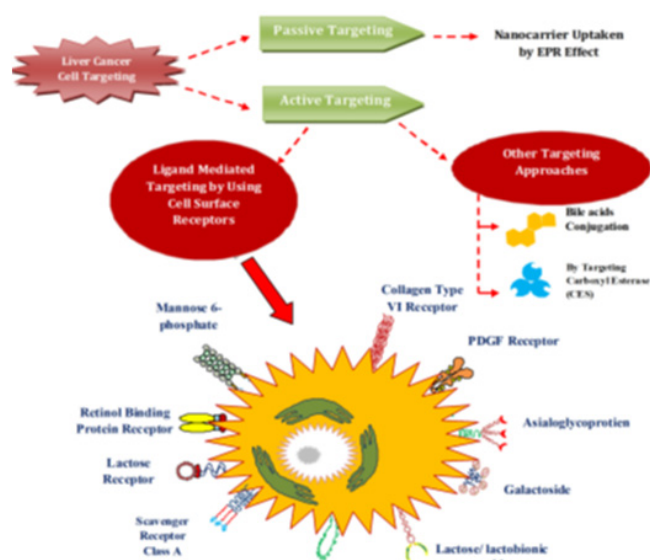 Passive Targeting
Nanocarrier Uptaken
by EPR Effect
Liver Cancer
Cell Targeting
Active Targeting
Ligand Mediated
Targeting by Using
Cell Surface
Receptors
Other Targeting
Approaches
Bile acids
Conjugation
By Targeting
Carboxyl Esterase
(CES)
Mannose 6-
phosphate
Collagen Type
VI Receptor
PDGF Receptor
Retinol Binding
Protein Receptor
Asialoglycoprotien
Lactose
Receptor
Galactoside
Scavenger
Receptor
Class A
Lactose/ lactobionic